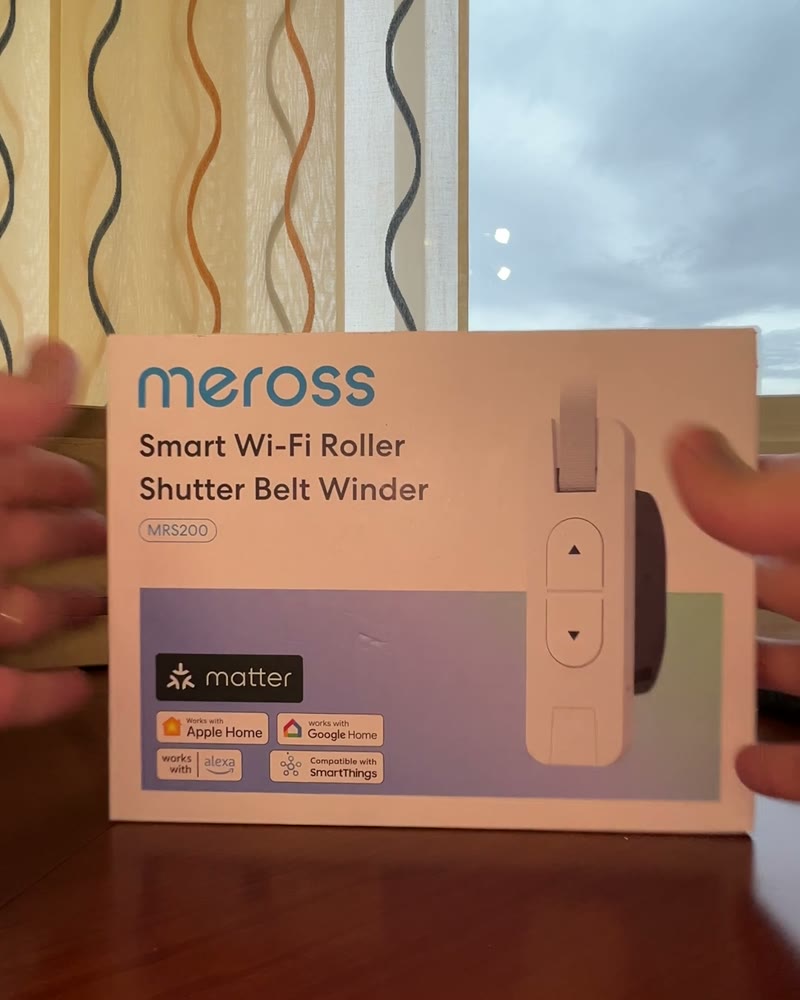 meross
Smart Wi-Fi Roller
Shutter Belt Winder
MRS200
matter
Works with
Apple Home
works with
Google Home
works
with
alexa
Compatible with
SmartThings